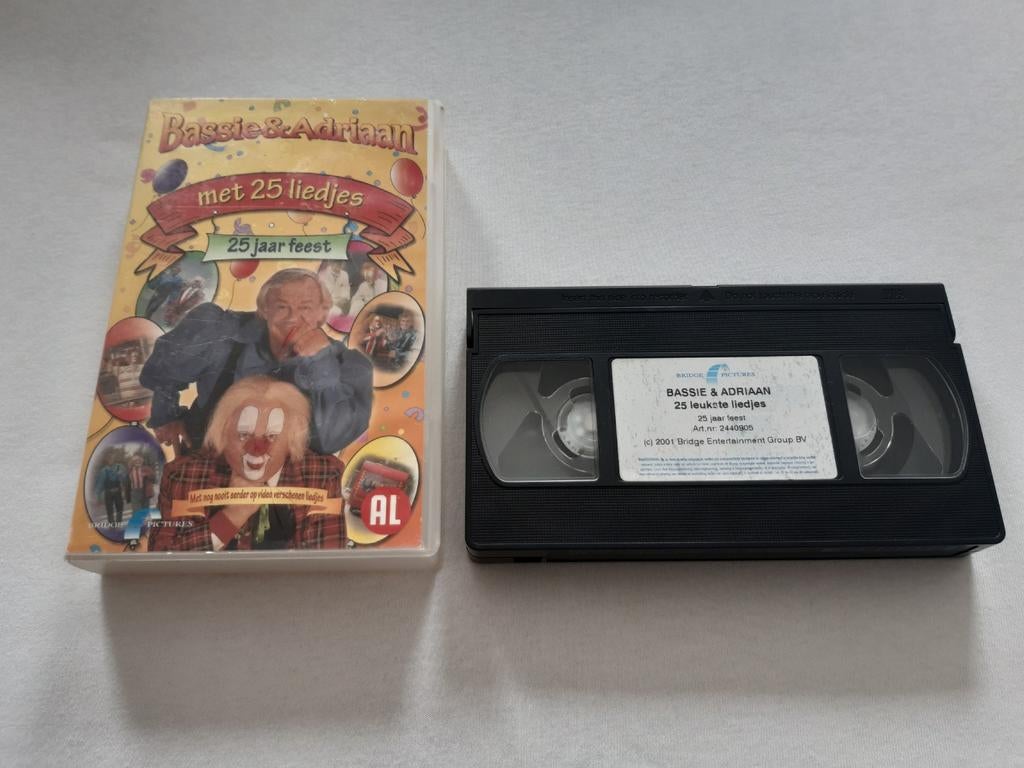 Bassie & Adriaan
met 25 liedjes
25 jaar feest
Met nog nooit eerder op video verschenen liedjes
AL
BRIDGE PICTURES
BRIDGE PICTURES
BASSIE & ADRIAAN
25 leukste liedjes
25 jaar feest
Art.nr: 2440905
(c) 2001 Bridge Entertainment Group BV